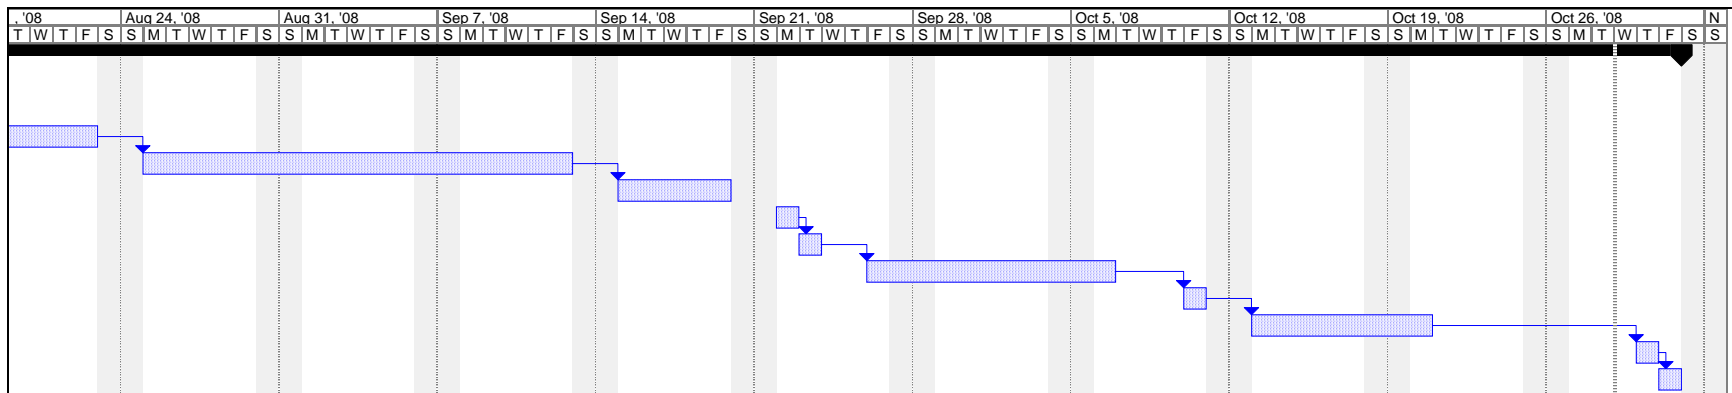 , '08 Aug 24, '08 Aug 31, '08 Sep 7, '08 Sep 14, '08 Sep 21, '08 Sep 28, '08 Oct 5, '08 Oct 12, '08 Oct 19, '08 Oct 26, '08 N
T W T F S S M T W T F S S M T W T F S S M T W T F S S M T W T F S S M T W T F S S M T W T F S S M T W T F S S M T W T F S S M T W T F S S M T W T F S S